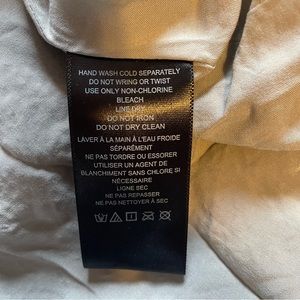 HAND WASH COLD SEPARATELY
DO NOT WRING OR TWIST
USE ONLY NON-CHLORINE
BLEACH
LINE DRY
DO NOT IRON
DO NOT DRY CLEAN
LAVER À LA MAIN À L'EAU FROIDE
SÉPARÉMENT
NE PAS TORDRE OU ESSORER
UTILISER UN AGENT DE
BLANCHIMENT SANS CHLORE SI
NÉCESSAIRE
LIGNE SEC
NE PAS REPASSER
NE PAS NETTOYER À SEC